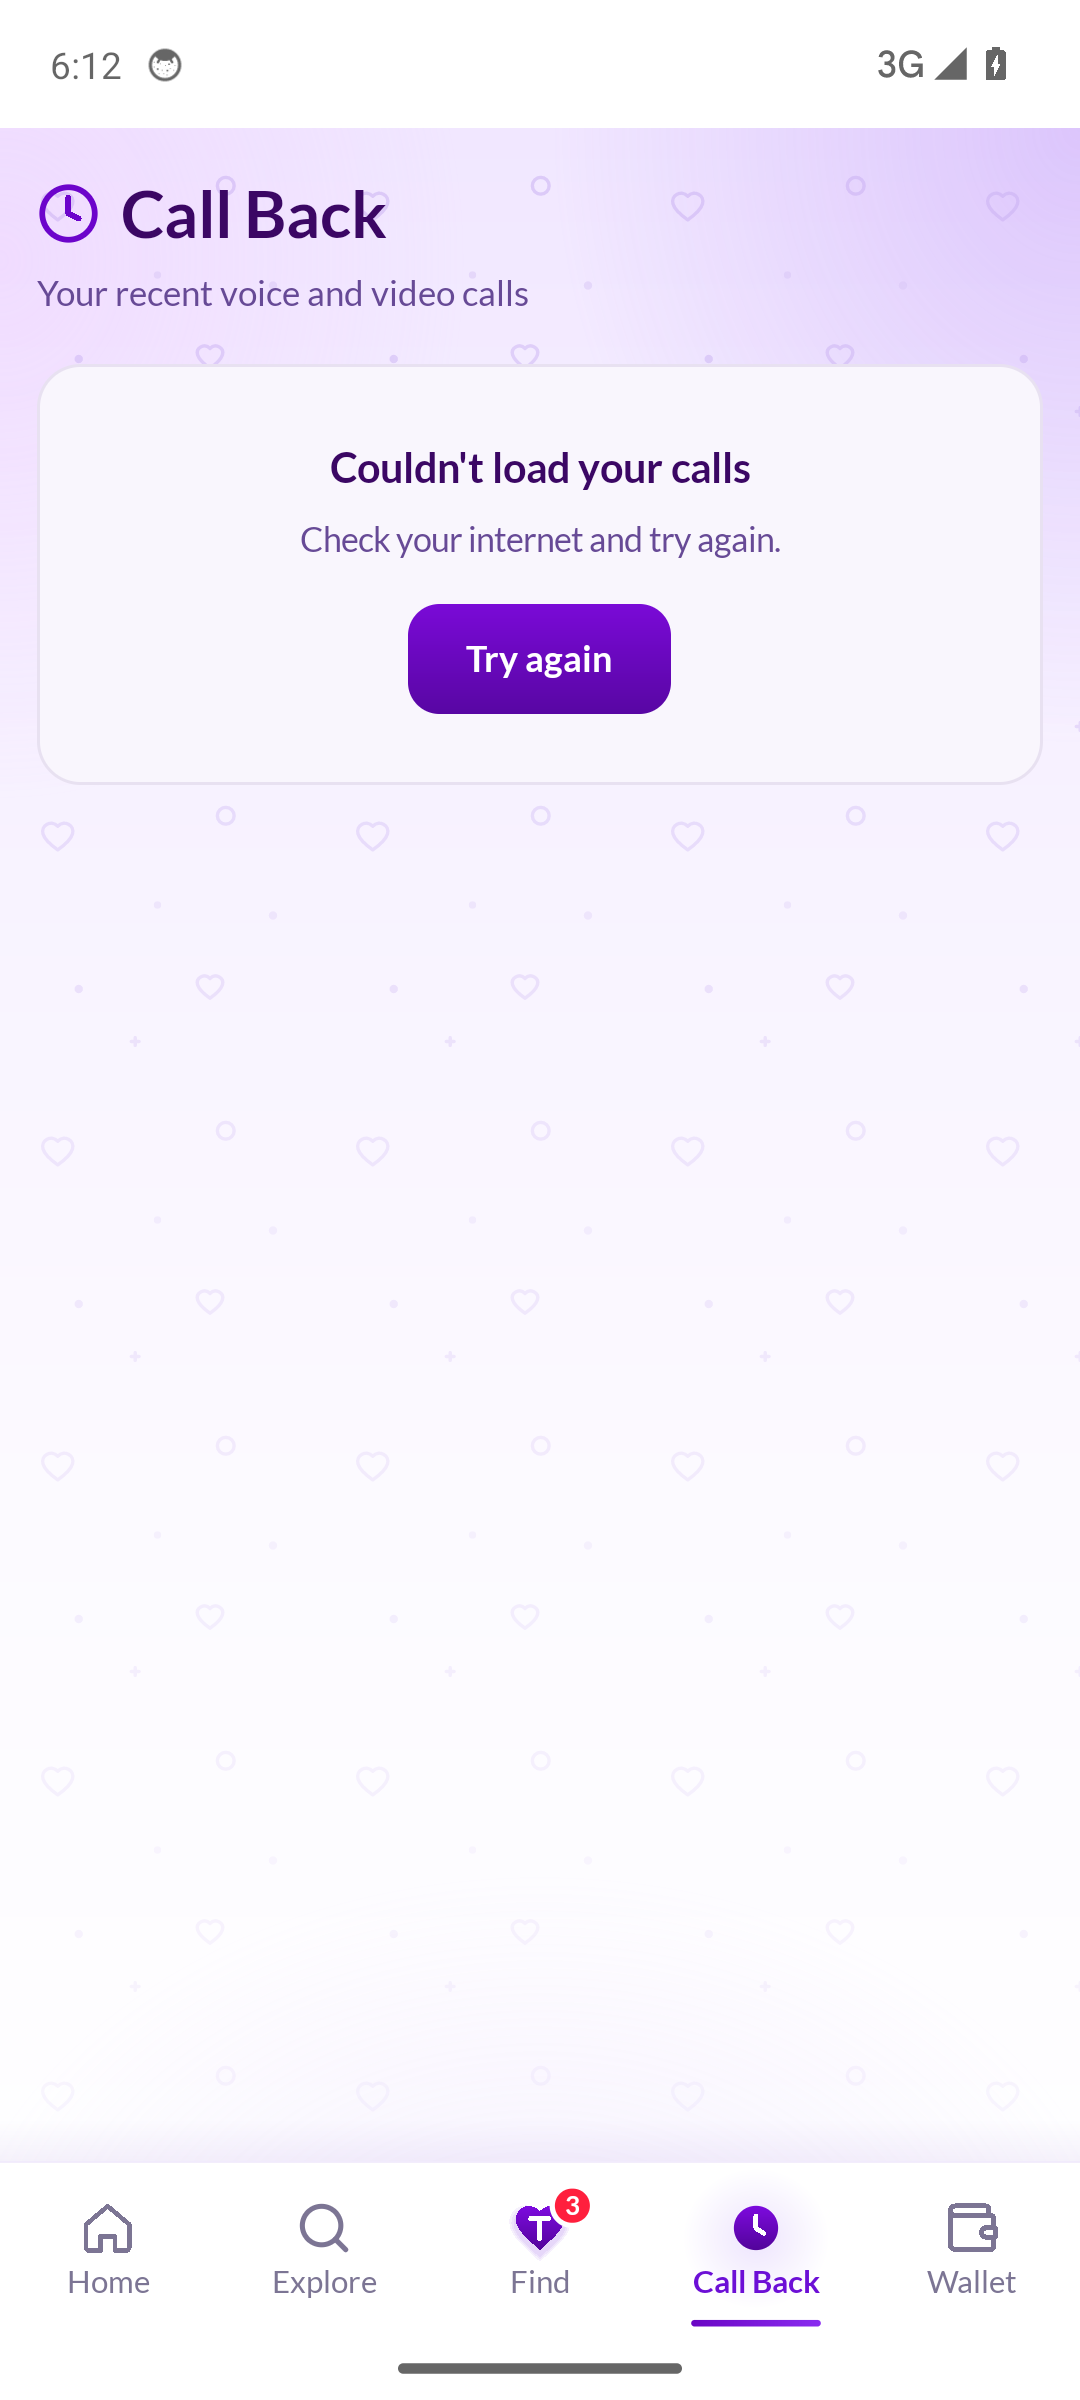 6:12
3G
Call Back
Your recent voice and video calls
Couldn't load your calls
Check your internet and try again.
Try again
T
3
Home
Explore
Find
Call Back
Wallet